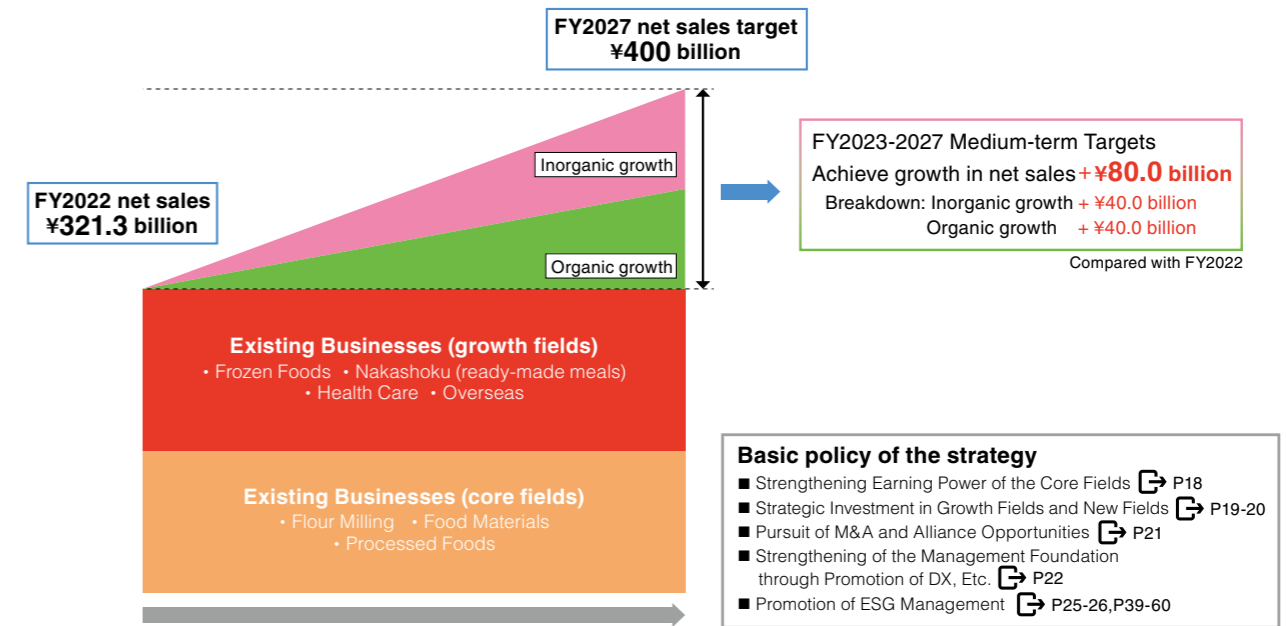 FY2027 net sales target
¥400 billion
FY2022 net sales
¥321.3 billion
Inorganic growth
Organic growth
FY2023-2027 Medium-term Targets
Achieve growth in net sales +¥80.0 billion
Breakdown: Inorganic growth + ¥40.0 billion
Organic growth + ¥40.0 billion
Compared with FY2022
Existing Businesses (growth fields)
• Frozen Foods • Nakashoku (ready-made meals)
• Health Care • Overseas
Existing Businesses (core fields)
• Flour Milling • Food Materials
• Processed Foods
Basic policy of the strategy
■ Strengthening Earning Power of the Core Fields P18
■ Strategic Investment in Growth Fields and New Fields P19-20
■ Pursuit of M&A and Alliance Opportunities P21
■ Strengthening of the Management Foundation
through Promotion of DX, Etc. P22
■ Promotion of ESG Management P25-26,P39-60